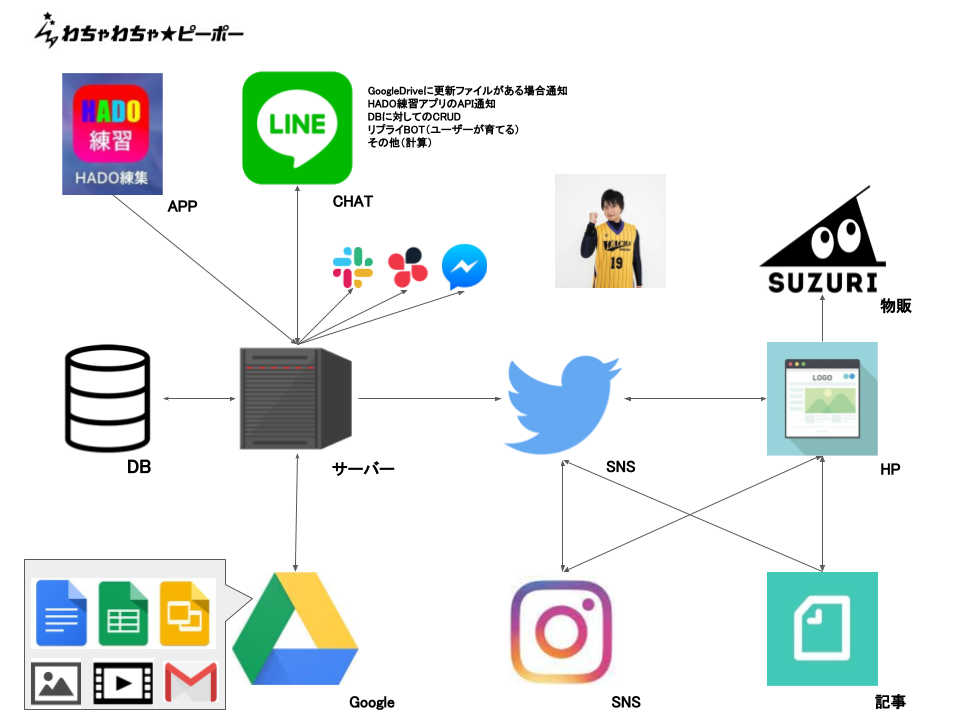 わちゃわちゃ★ピーポー
HADO
練習
HADO練集
APP
LINE
CHAT
GoogleDriveに更新ファイルがある場合通知
HADO練習アプリのAPI通知
DBに対してのCRUD
リプライBOT（ユーザーが育てる）
その他（計算）
WACHA
19
SUZURI
物販
DB
サーバー
SNS
LOGO
HP
Google
SNS
記事